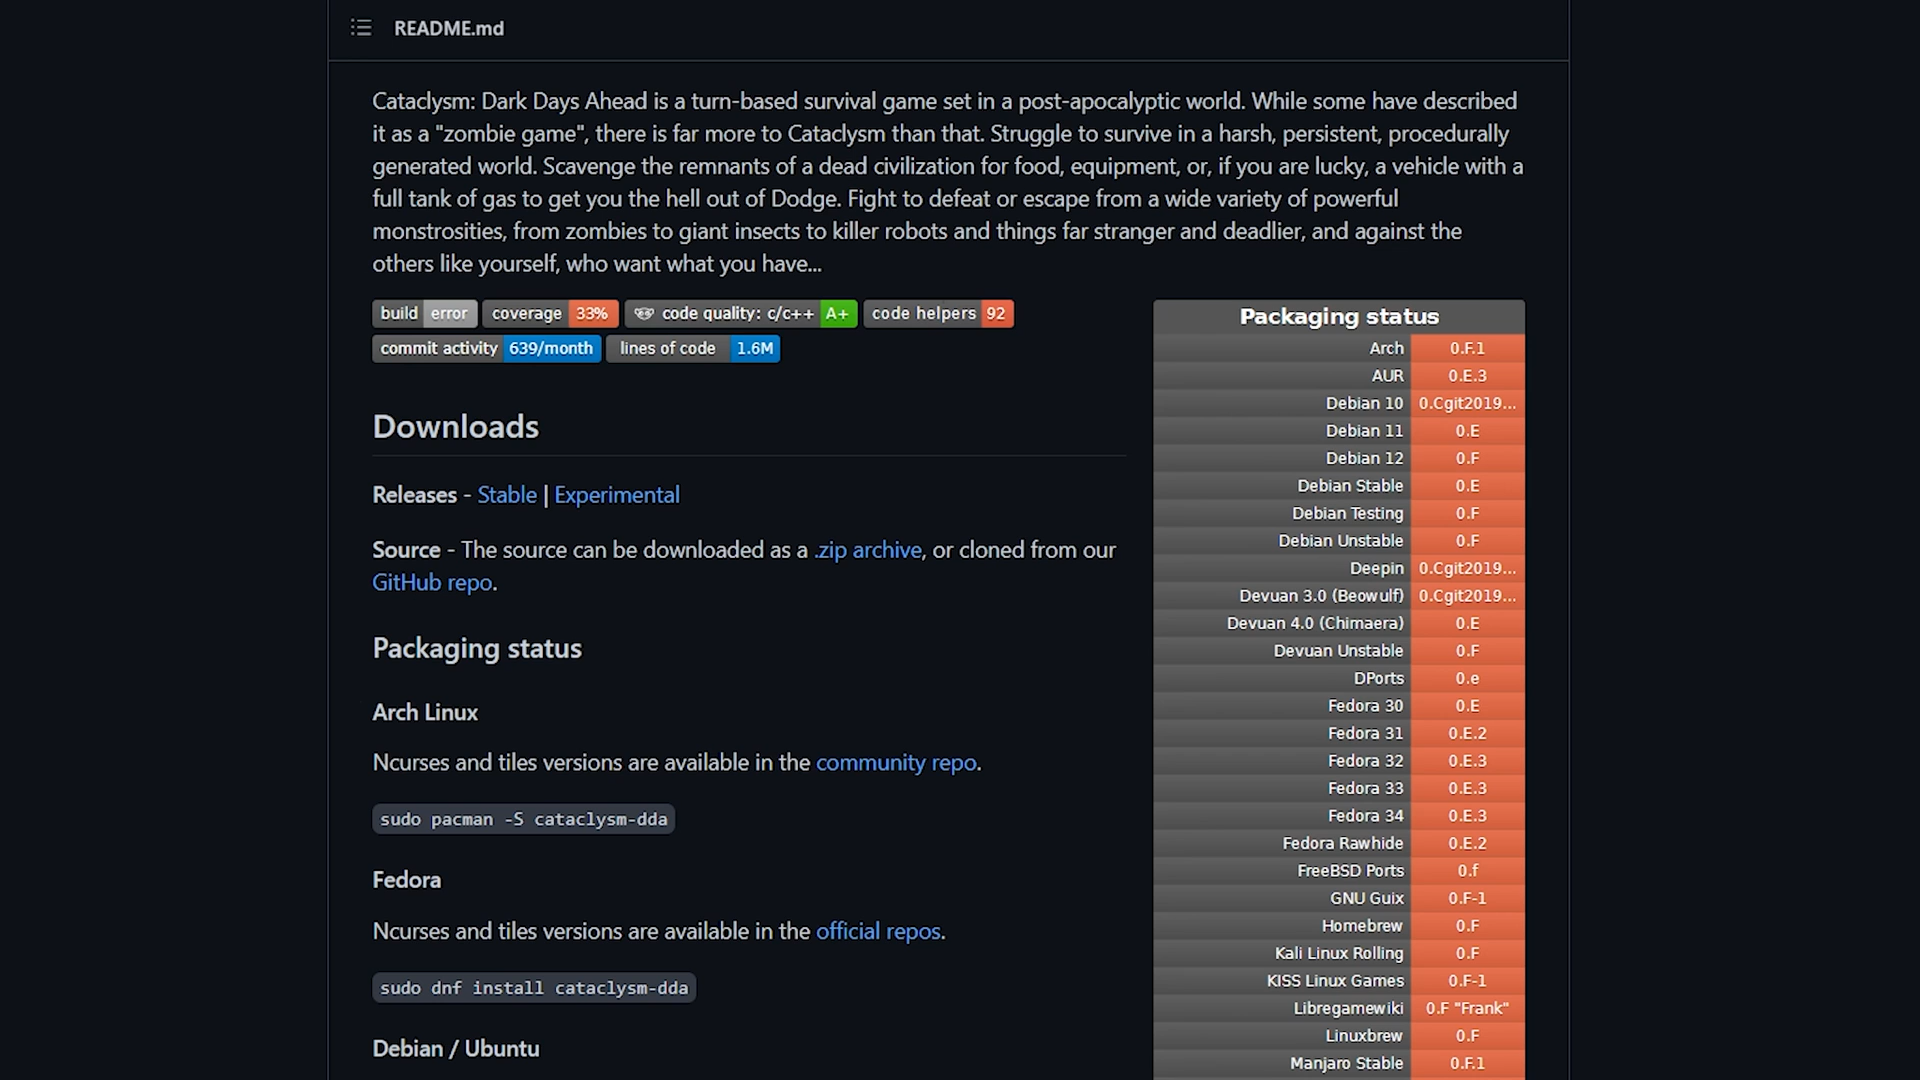 README.md
Cataclysm: Dark Days Ahead is a turn-based survival game set in a post-apocalyptic world. While some have described
it as a "zombie game", there is far more to Cataclysm than that. Struggle to survive in a harsh, persistent, procedurally
generated world. Scavenge the remnants of a dead civilization for food, equipment, or, if you are lucky, a vehicle with a
full tank of gas to get you the hell out of Dodge. Fight to defeat or escape from a wide variety of powerful
monstrosities, from zombies to giant insects to killer robots and things far stranger and deadlier, and against the
others like yourself, who want what you have...
build error coverage 33% code quality: c/c++ A+ code helpers 92
commit activity 639/month lines of code 1.6M
Downloads
Releases - Stable | Experimental
Source - The source can be downloaded as a .zip archive, or cloned from our
GitHub repo.
Packaging status
Arch Linux
Ncurses and tiles versions are available in the community repo.
sudo pacman -S cataclysm-dda
Fedora
Ncurses and tiles versions are available in the official repos.
sudo dnf install cataclysm-dda
Debian / Ubuntu
Packaging status
Arch 0.F.1
AUR 0.E.3
Debian 10 0.Cgit2019...
Debian 11 0.E
Debian 12 0.F
Debian Stable 0.E
Debian Testing 0.F
Debian Unstable 0.F
Deepin 0.Cgit2019...
Devuan 3.0 (Beowulf) 0.Cgit2019...
Devuan 4.0 (Chimaera) 0.E
Devuan Unstable 0.F
DPorts 0.e
Fedora 30 0.E
Fedora 31 0.E.2
Fedora 32 0.E.3
Fedora 33 0.E.3
Fedora 34 0.E.3
Fedora Rawhide 0.E.2
FreeBSD Ports 0.f
GNU Guix 0.F-1
Homebrew 0.F
Kali Linux Rolling 0.F
KISS Linux Games 0.F-1
Libregamewiki 0.F "Frank"
Linuxbrew 0.F
Manjaro Stable 0.F.1